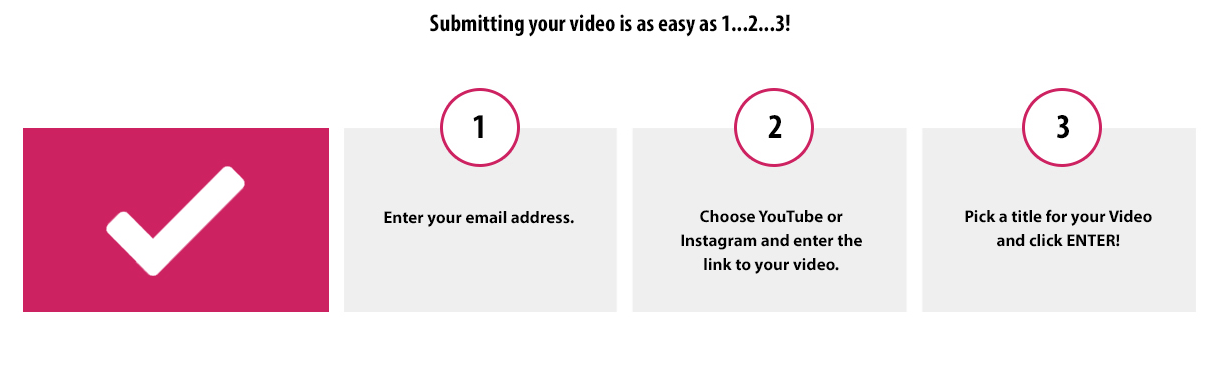 Submitting your video is as easy as 1...2...3!
1
Enter your email address.
2
Choose YouTube or
Instagram and enter the
link to your video.
3
Pick a title for your Video
and click ENTER!